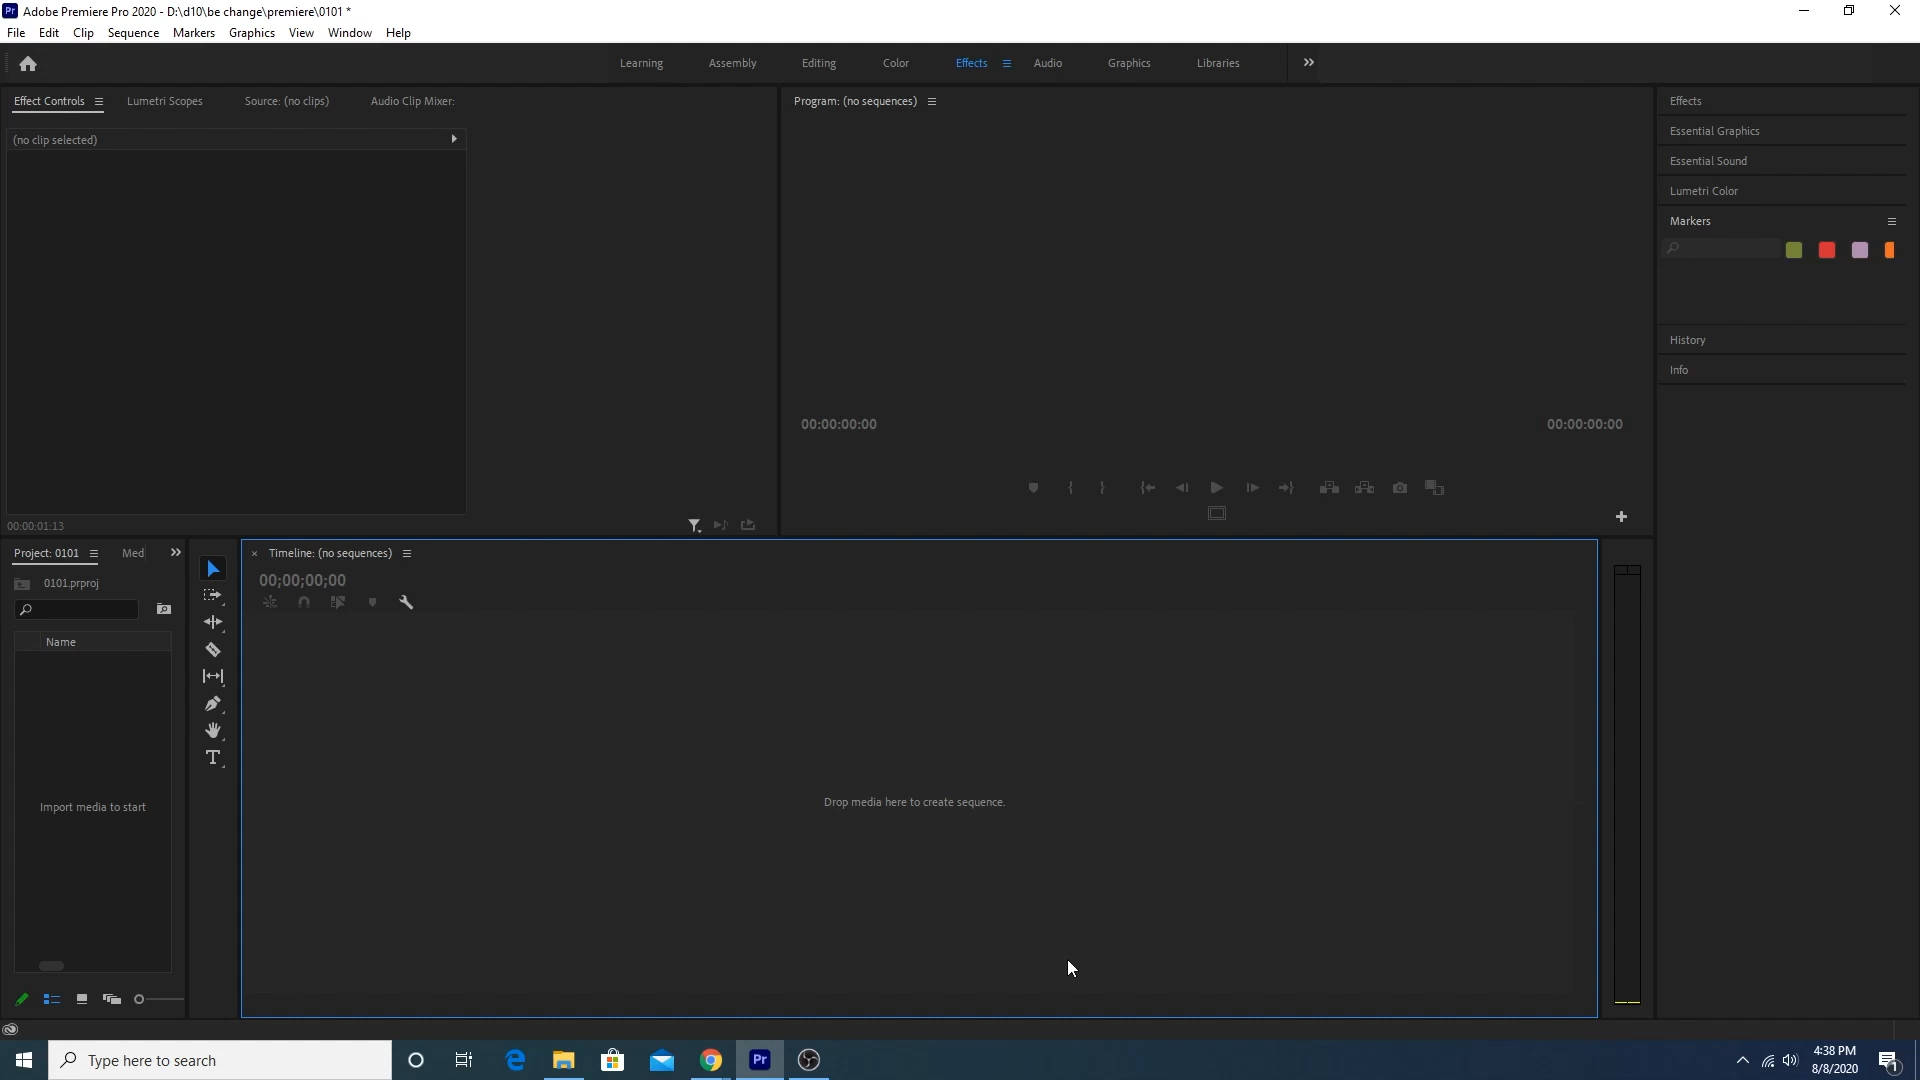 Pr Adobe Premiere Pro 2020 - D:\d10\be change\premiere\0101 *
File Edit Clip Sequence Markers Graphics View Window Help
Learning Assembly Editing Color Effects Audio Graphics Libraries
Effect Controls Lumetri Scopes Source: (no clips) Audio Clip Mixer:
(no clip selected)
00:00:01:13
Program: (no sequences)
00:00:00:00 00:00:00:00
Effects
Essential Graphics
Essential Sound
Lumetri Color
Markers
History
Info
Project: 0101 Med
0101.prproj
Name
Import media to start
Timeline: (no sequences)
00;00;00;00
Drop media here to create sequence.
Type here to search
Pr
4:38 PM
8/8/2020
1